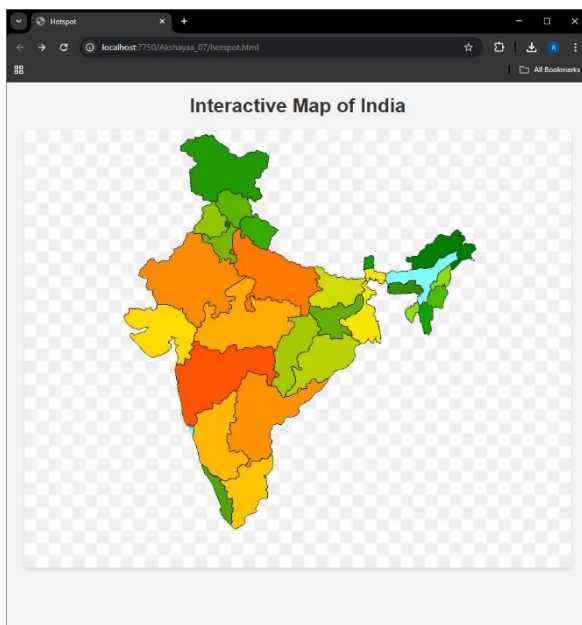 Hotspot
localhost:7750/Akshayaa_07/hotspot.html
A
All Bookmarks
Interactive Map of India